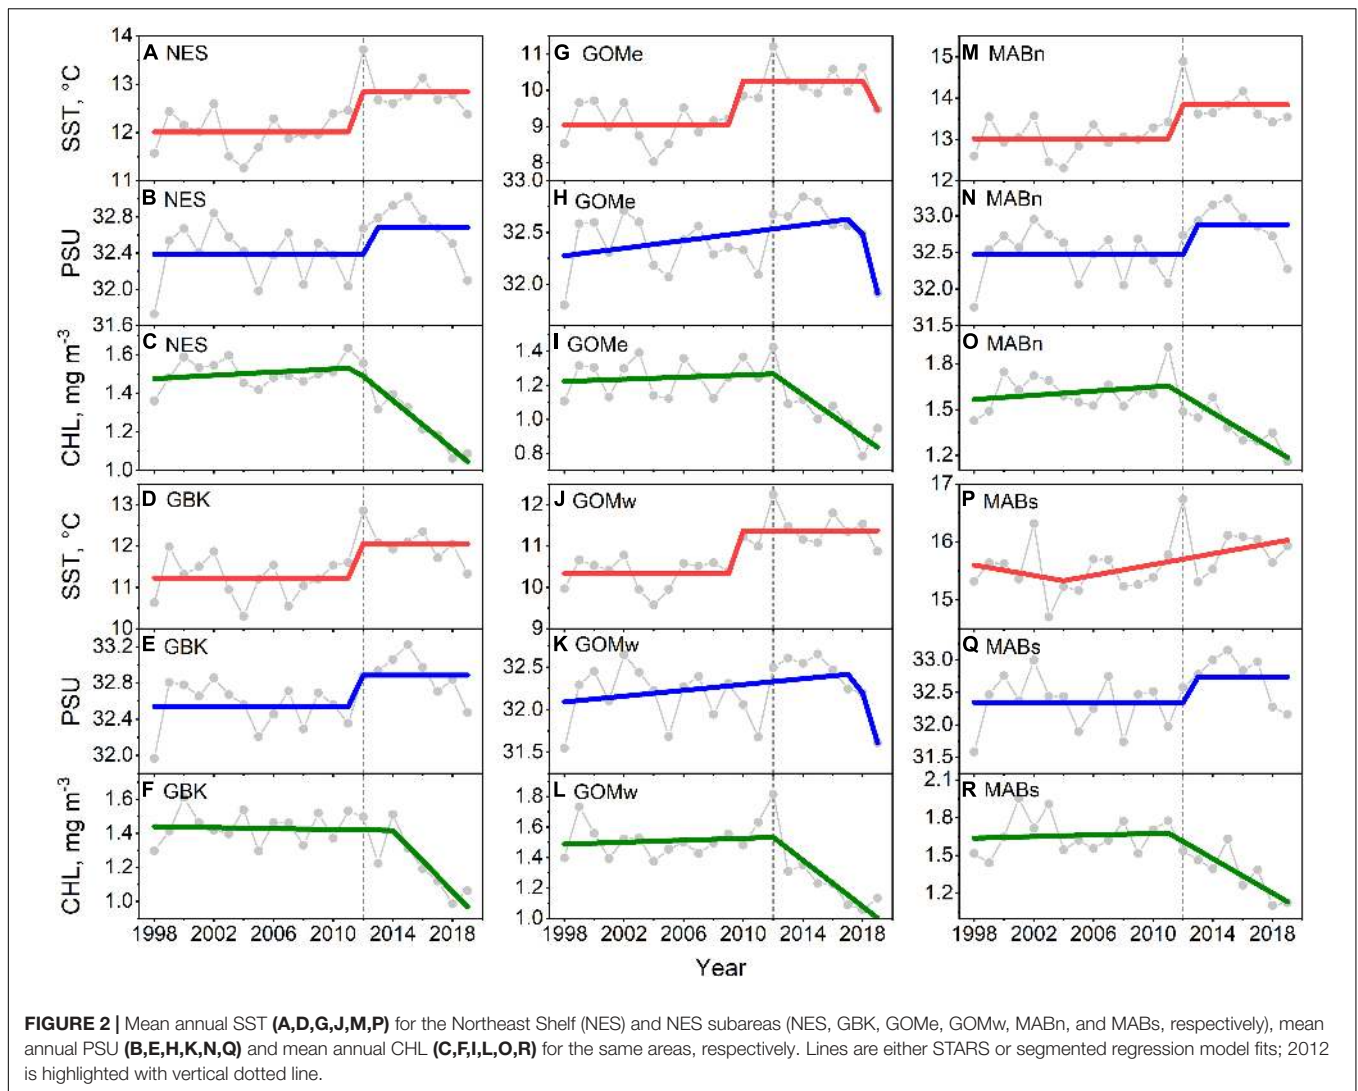 A NES
SST, °C
14
13
12
11
B NES
PSU
32.8
32.4
32.0
31.6
C NES
CHL, mg m-3
1.6
1.4
1.2
1.0
D GBK
SST, °C
13
12
11
10
E GBK
PSU
33.2
32.8
32.4
32.0
F GBK
CHL, mg m-3
1.6
1.4
1.2
1.0
1998 2002 2006 2010 2014 2018
G GOMe
11
10
9
8
H GOMe
33.0
32.5
32.0
I GOMe
1.4
1.2
1.0
0.8
J GOMw
12
11
10
9
K GOMw
32.5
32.0
31.5
L GOMw
1.8
1.6
1.4
1.2
1.0
1998 2002 2006 2010 2014 2018
M MABn
15
14
13
12
N MABn
33.0
32.5
32.0
31.5
O MABn
1.8
1.5
1.2
P MABs
17
16
15
Q MABs
33.0
32.5
32.0
31.5
R MABs
2.1
1.8
1.5
1.2
1998 2002 2006 2010 2014 2018
Year
FIGURE 2 | Mean annual SST (A,D,G,J,M,P) for the Northeast Shelf (NES) and NES subareas (NES, GBK, GOMe, GOMw, MABn, and MABs, respectively), mean
annual PSU (B,E,H,K,N,Q) and mean annual CHL (C,F,I,L,O,R) for the same areas, respectively. Lines are either STARS or segmented regression model fits; 2012
is highlighted with vertical dotted line.